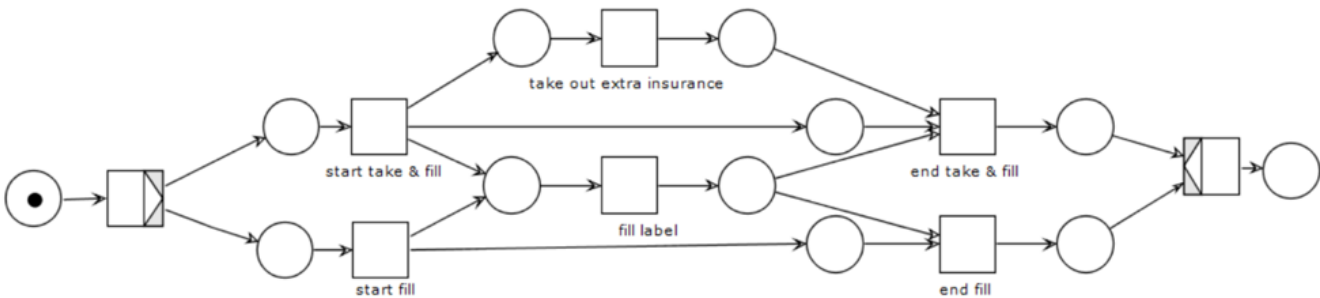 take out extra insurance
start take & fill
end take & fill
fill label
start fill
end fill